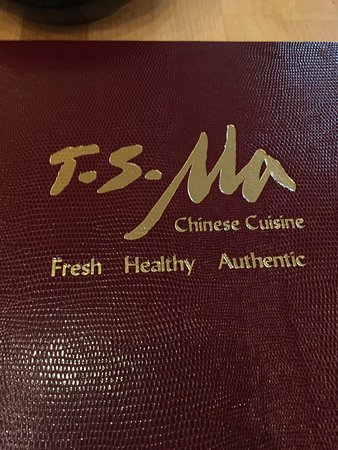 T.S. Ma
Chinese Cuisine
Fresh Healthy Authentic